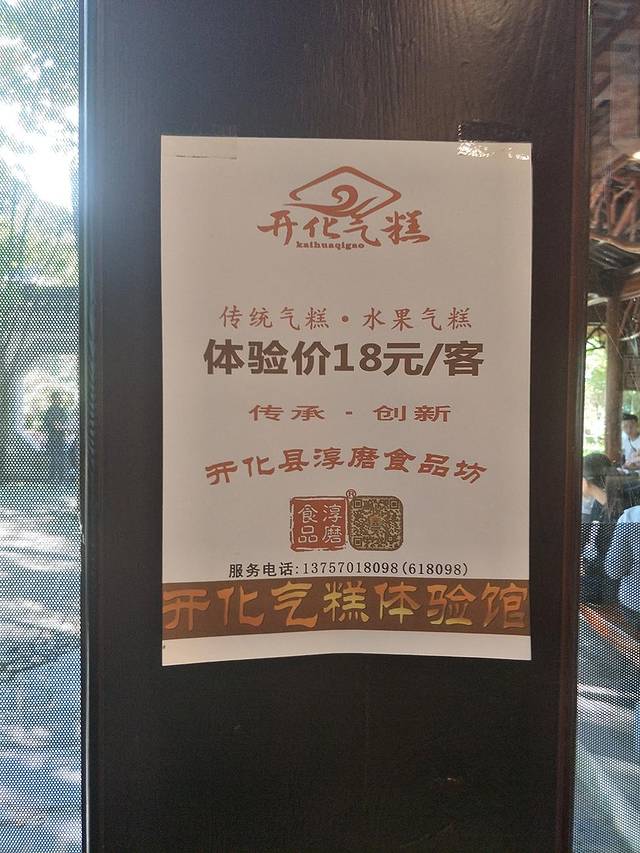 开化气糕
kaihuaqigao
传统气糕·水果气糕
体验价18元/客
传承·创新
开化县淳磨食品坊
淳磨食品®
服务电话:13757018098(618098)
开化气糕体验馆